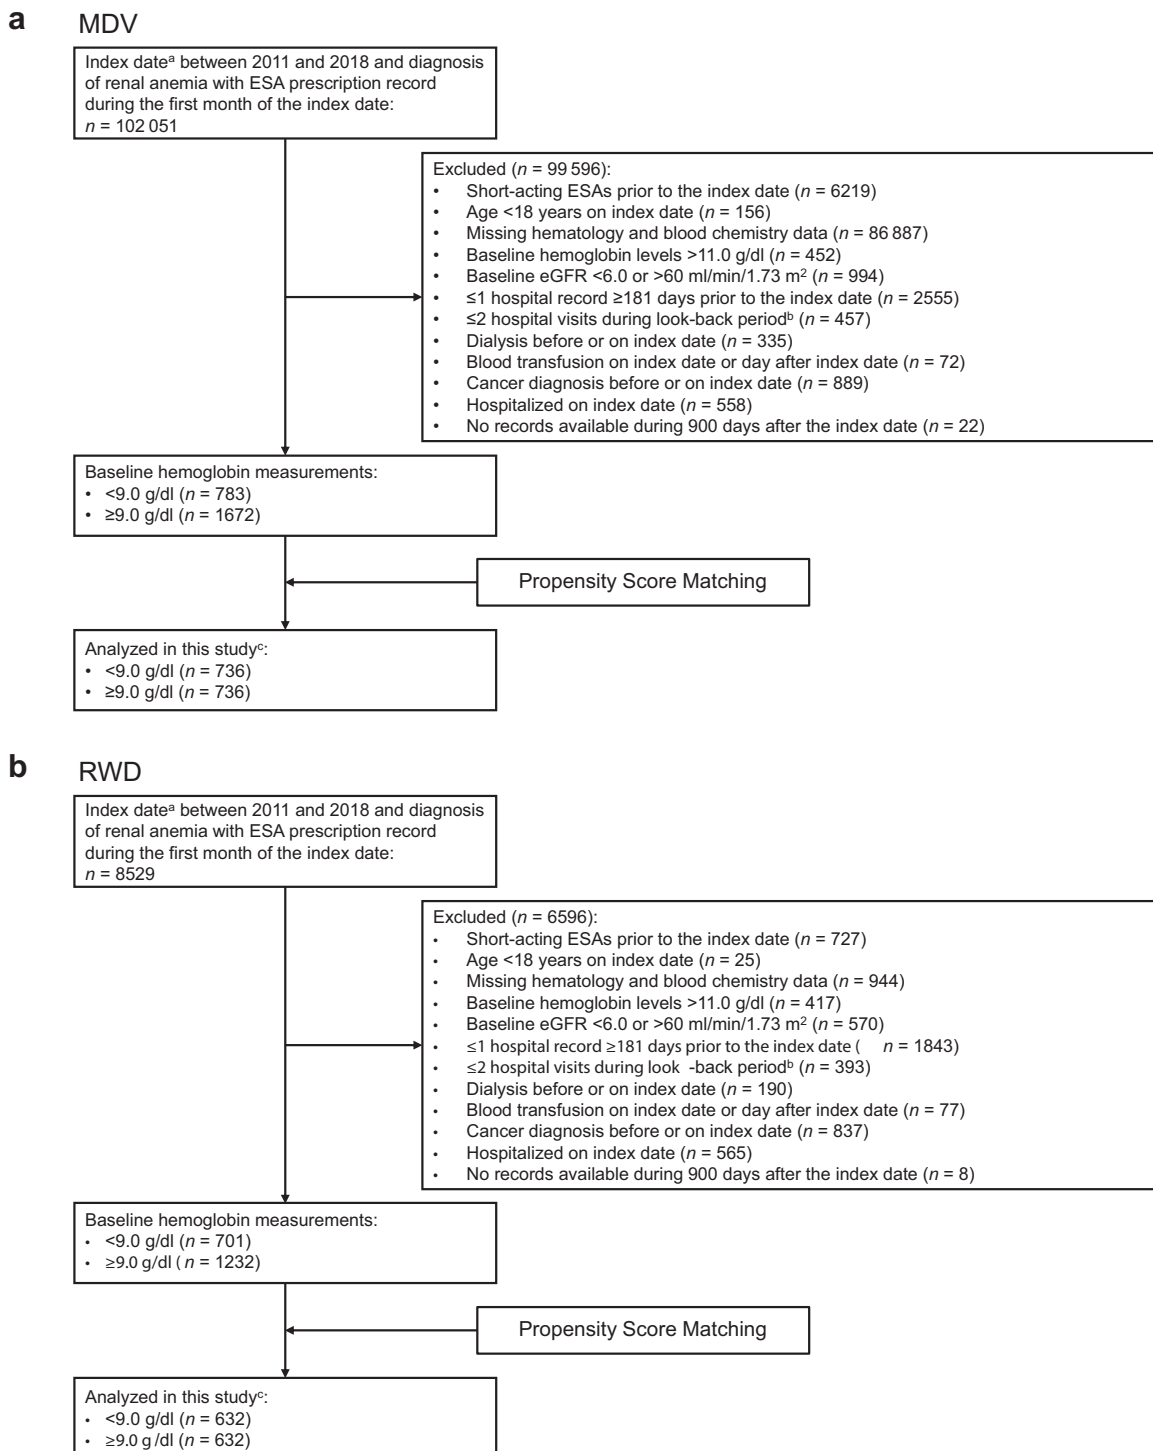 a MDV
Index dateᵃ between 2011 and 2018 and diagnosis
of renal anemia with ESA prescription record
during the first month of the index date:
n = 102 051
Excluded (n = 99 596):
• Short-acting ESAs prior to the index date (n = 6219)
• Age <18 years on index date (n = 156)
• Missing hematology and blood chemistry data (n = 86 887)
• Baseline hemoglobin levels >11.0 g/dl (n = 452)
• Baseline eGFR <6.0 or >60 ml/min/1.73 m² (n = 994)
• ≤1 hospital record ≥181 days prior to the index date (n = 2555)
• ≤2 hospital visits during look-back periodᵇ (n = 457)
• Dialysis before or on index date (n = 335)
• Blood transfusion on index date or day after index date (n = 72)
• Cancer diagnosis before or on index date (n = 889)
• Hospitalized on index date (n = 558)
• No records available during 900 days after the index date (n = 22)
Baseline hemoglobin measurements:
• <9.0 g/dl (n = 783)
• ≥9.0 g/dl (n = 1672)
Propensity Score Matching
Analyzed in this studyᶜ:
• <9.0 g/dl (n = 736)
• ≥9.0 g/dl (n = 736)
b RWD
Index dateᵃ between 2011 and 2018 and diagnosis
of renal anemia with ESA prescription record
during the first month of the index date:
n = 8529
Excluded (n = 6596):
• Short-acting ESAs prior to the index date (n = 727)
• Age <18 years on index date (n = 25)
• Missing hematology and blood chemistry data (n = 944)
• Baseline hemoglobin levels >11.0 g/dl (n = 417)
• Baseline eGFR <6.0 or >60 ml/min/1.73 m² (n = 570)
• ≤1 hospital record ≥181 days prior to the index date ( n = 1843)
• ≤2 hospital visits during look -back periodᵇ (n = 393)
• Dialysis before or on index date (n = 190)
• Blood transfusion on index date or day after index date (n = 77)
• Cancer diagnosis before or on index date (n = 837)
• Hospitalized on index date (n = 565)
• No records available during 900 days after the index date (n = 8)
Baseline hemoglobin measurements:
• <9.0 g/dl (n = 701)
• ≥9.0 g/dl ( n = 1232)
Propensity Score Matching
Analyzed in this studyᶜ:
• <9.0 g/dl (n = 632)
• ≥9.0 g /dl (n = 632)